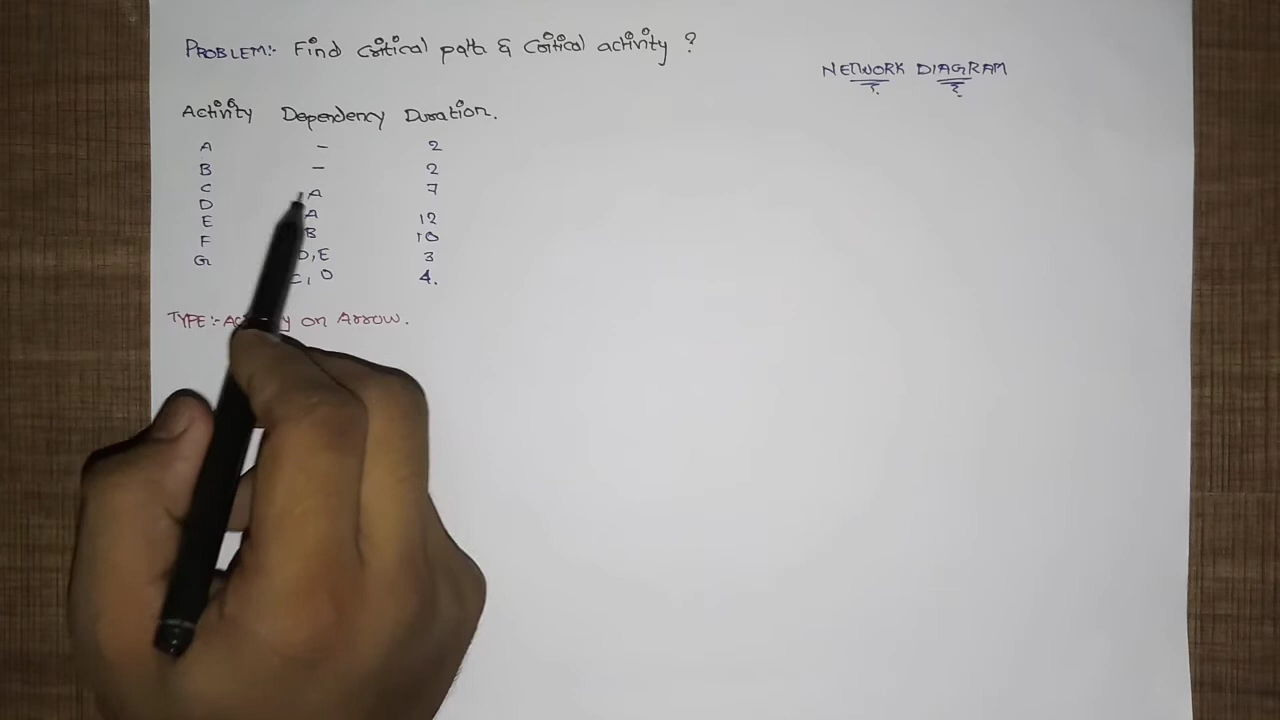 PROBLEM:- Find critical path & critical activity ?
NETWORK DIAGRAM
? ?
Activity Dependency Duration.
A - 2
B - 2
C A 7
D A 12
E B 10
F D,E 3
G C, D 4.
TYPE:- on Arrow.